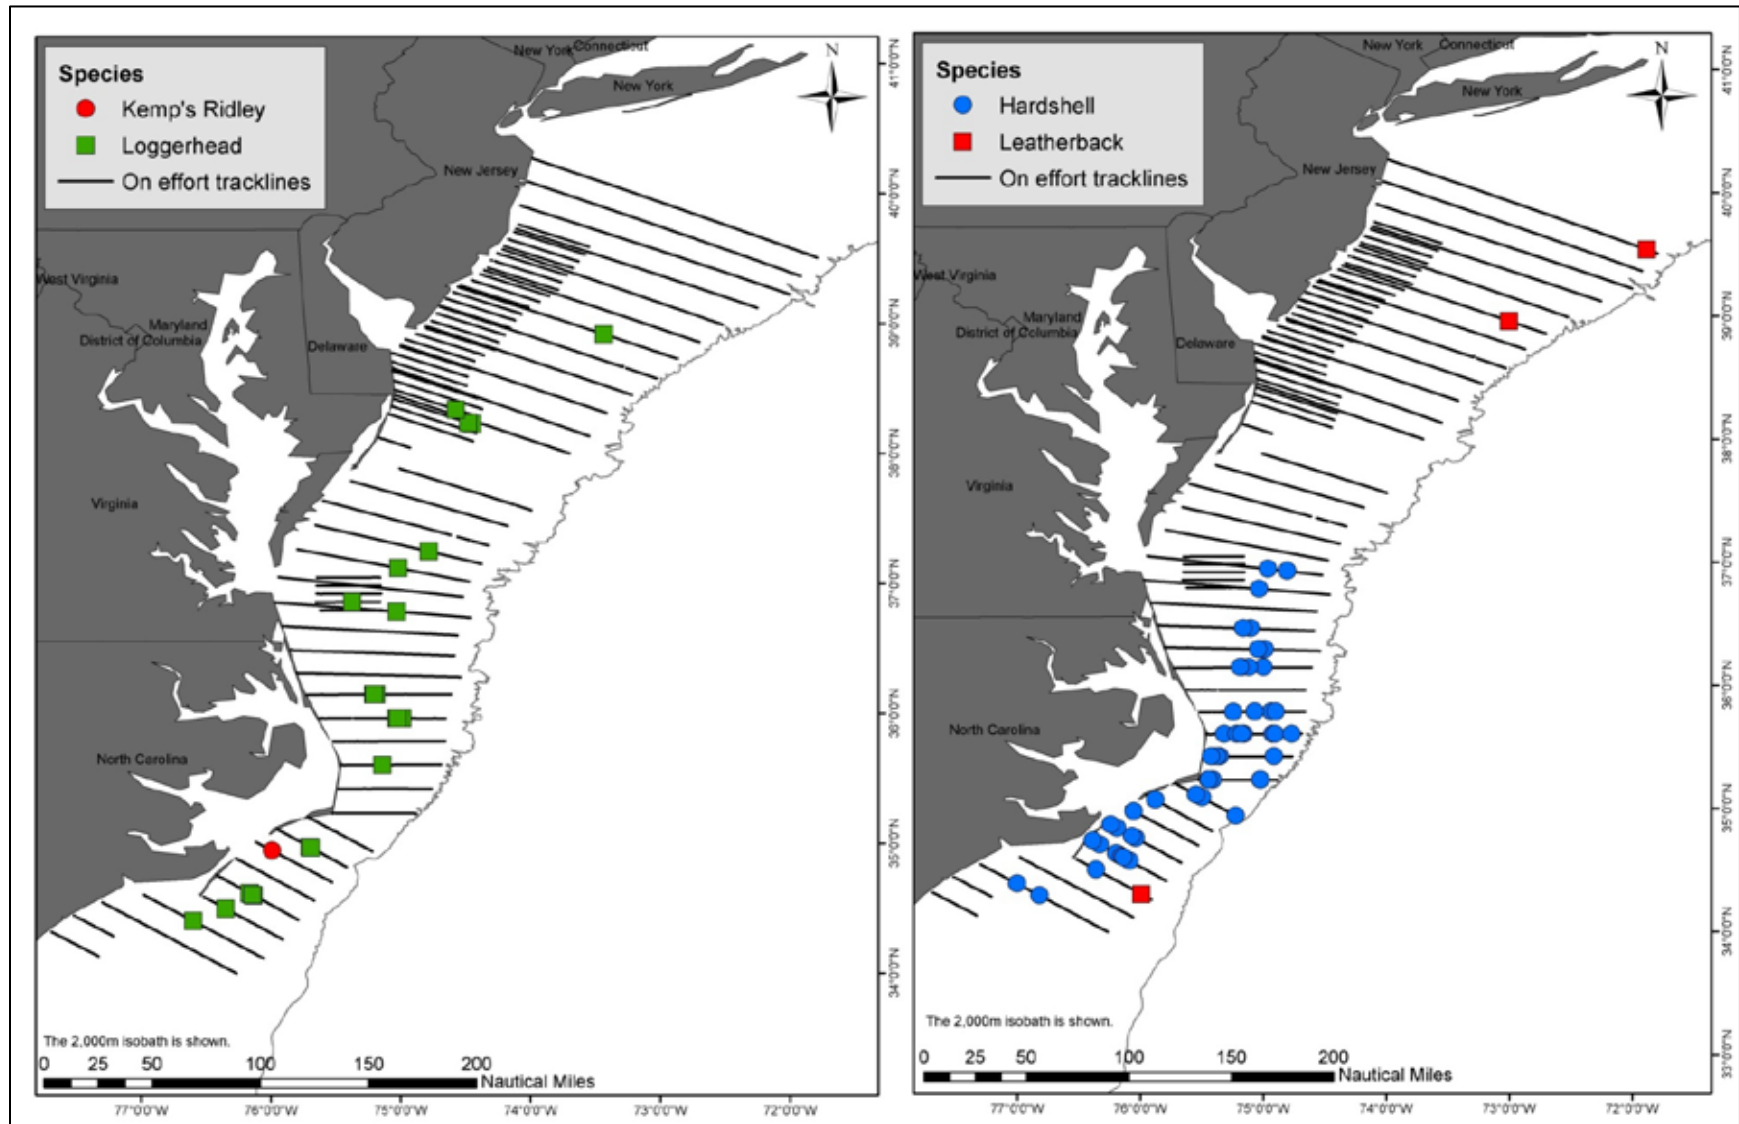 Species
Kemp's Ridley
Loggerhead
On effort tracklines
New York
Connecticut
New York
N
New Jersey
West Virginia
Maryland
District of Columbia
Delaware
Virginia
North Carolina
41°0'0"N
40°0'0"N
39°0'0"N
38°0'0"N
37°0'0"N
36°0'0"N
35°0'0"N
34°0'0"N
The 2,000m isobath is shown.
0 25 50 100 150 200
Nautical Miles
77°0'0"W 76°0'0"W 75°0'0"W 74°0'0"W 73°0'0"W 72°0'0"W
Species
Hardshell
Leatherback
On effort tracklines
New York
Connecticut
New York
N
New Jersey
West Virginia
Maryland
District of Columbia
Delaware
Virginia
North Carolina
41°0'0"N
40°0'0"N
39°0'0"N
38°0'0"N
37°0'0"N
36°0'0"N
35°0'0"N
34°0'0"N
33°0'0"N
The 2,000m isobath is shown.
0 25 50 100 150 200
Nautical Miles
77°0'0"W 76°0'0"W 75°0'0"W 74°0'0"W 73°0'0"W 72°0'0"W